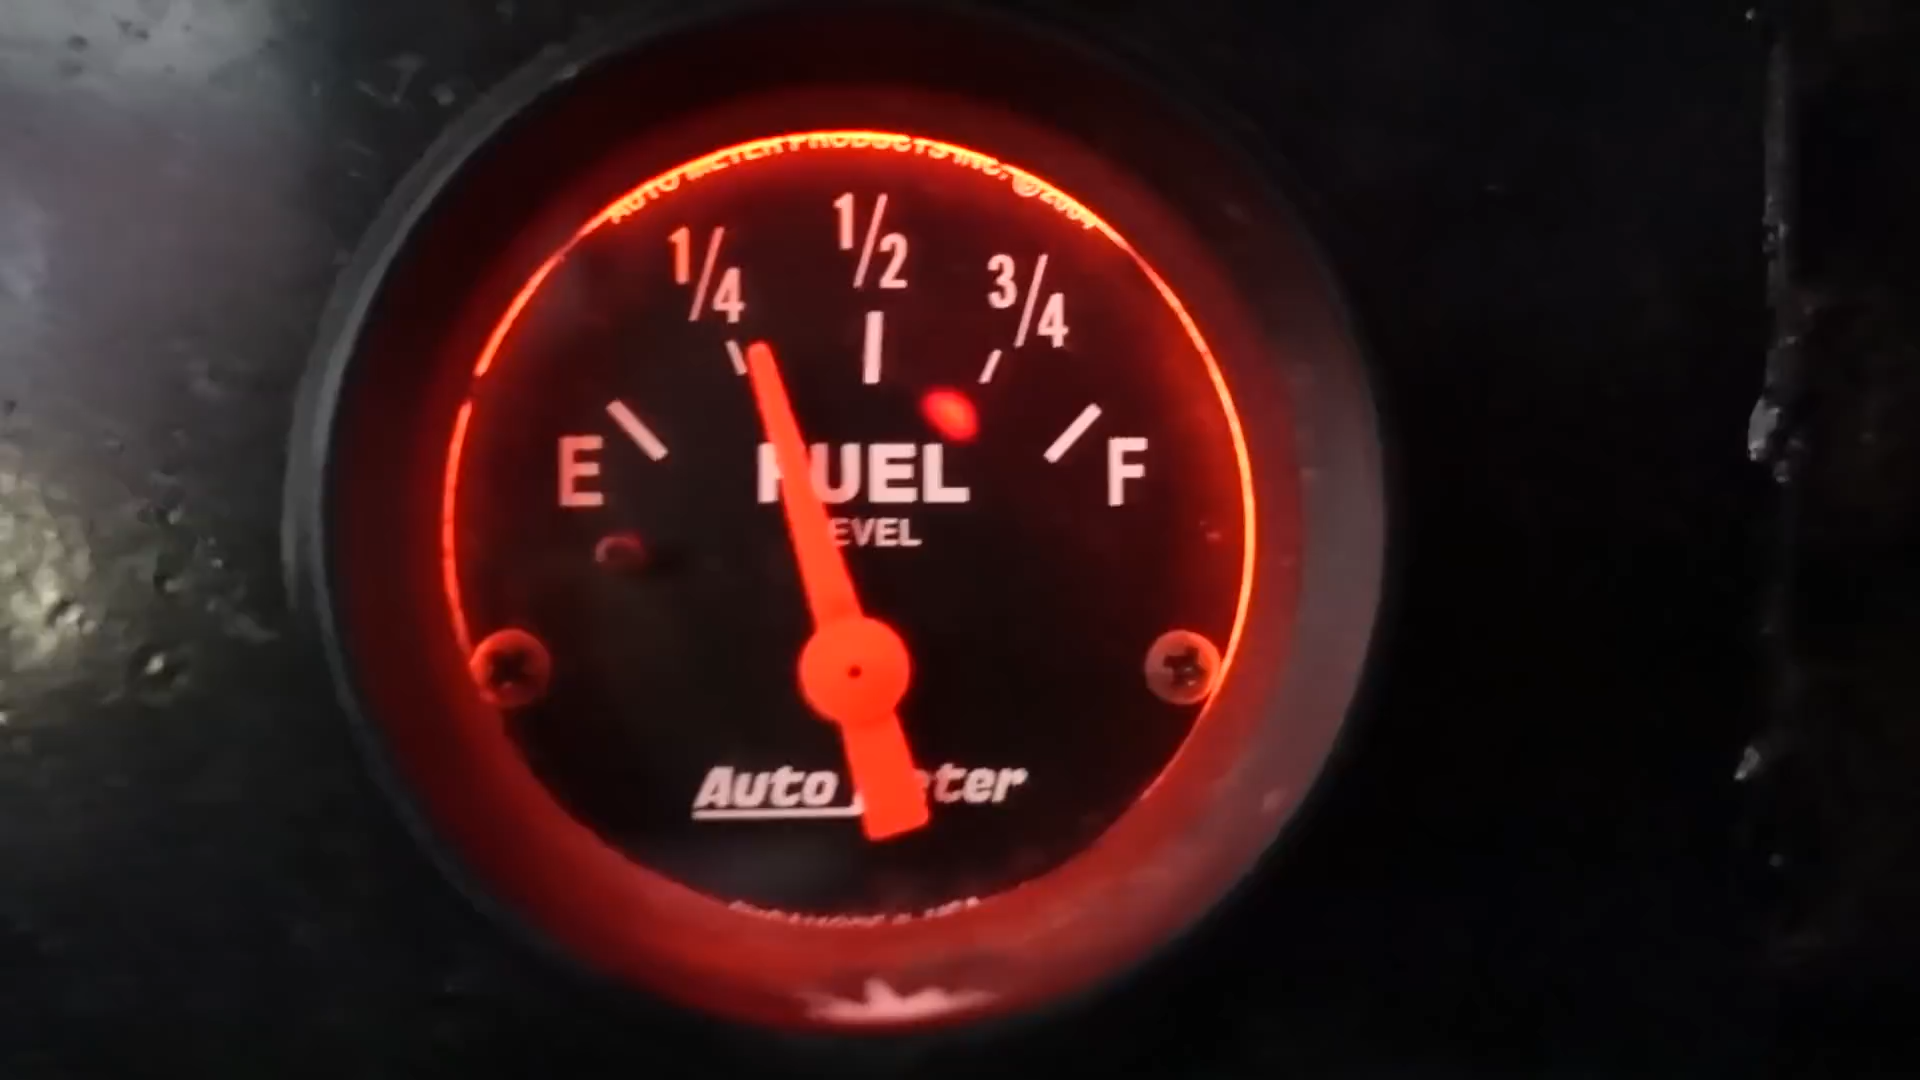 AUTO METER PRODUCTS INC. ©
1/4
1/2
3/4
E
F
FUEL
LEVEL
Auto Meter